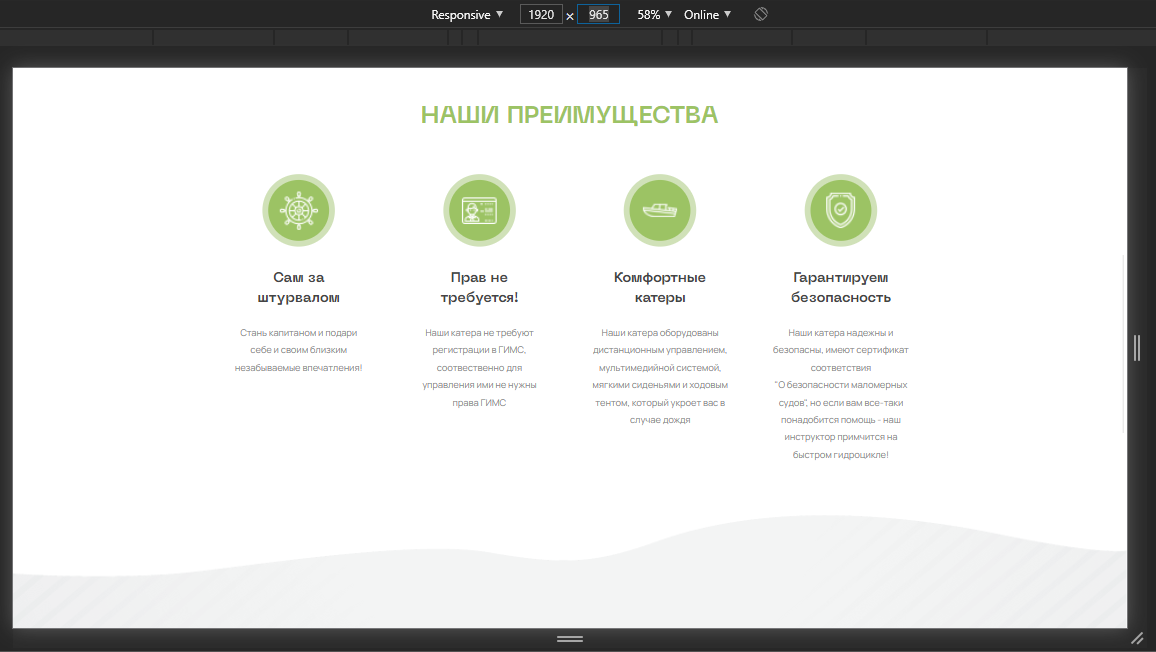 Responsive ▼ 1920 × 965 58% ▼ Online ▼
НАШИ ПРЕИМУЩЕСТВА
Сам за
штурвалом
Стань капитаном и подари
себе и своим близким
незабываемые впечатления!
Прав не
требуется!
Наши катера не требуют
регистрации в ГИМС,
соотвественно для
управления ими не нужны
права ГИМС
Комфортные
катеры
Наши катера оборудованы
дистанционным управлением,
мультимедийной системой,
мягкими сиденьями и ходовым
тентом, который укроет вас в
случае дождя
Гарантируем
безопасность
Наши катера надежны и
безопасны, имеют сертификат
соответствия
"О безопасности маломерных
судов", но если вам все-таки
понадобится помощь - наш
инструктор примчится на
быстром гидроцикле!